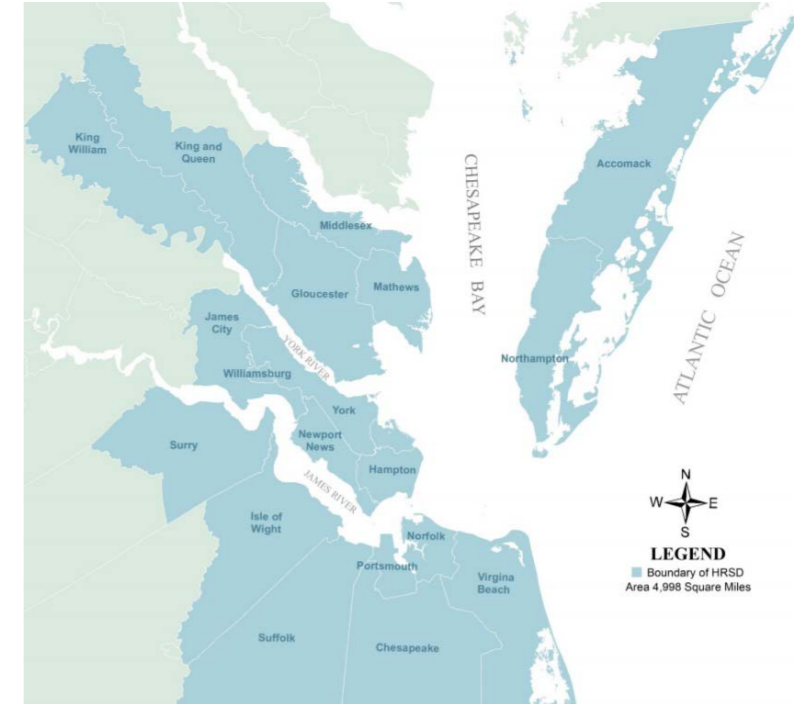 King
William
King and
Queen
Accomack
CHESAPEAKE BAY
Middlesex
Gloucester
Mathews
ATLANTIC OCEAN
James
City
YORK RIVER
Northampton
Williamsburg
York
Surry
Newport
News
Hampton
JAMES RIVER
Isle of
Wight
Norfolk
Portsmouth
Virgina
Beach
Suffolk
Chesapeake
N
W E
S
LEGEND
Boundary of HRSD
Area 4,998 Square Miles